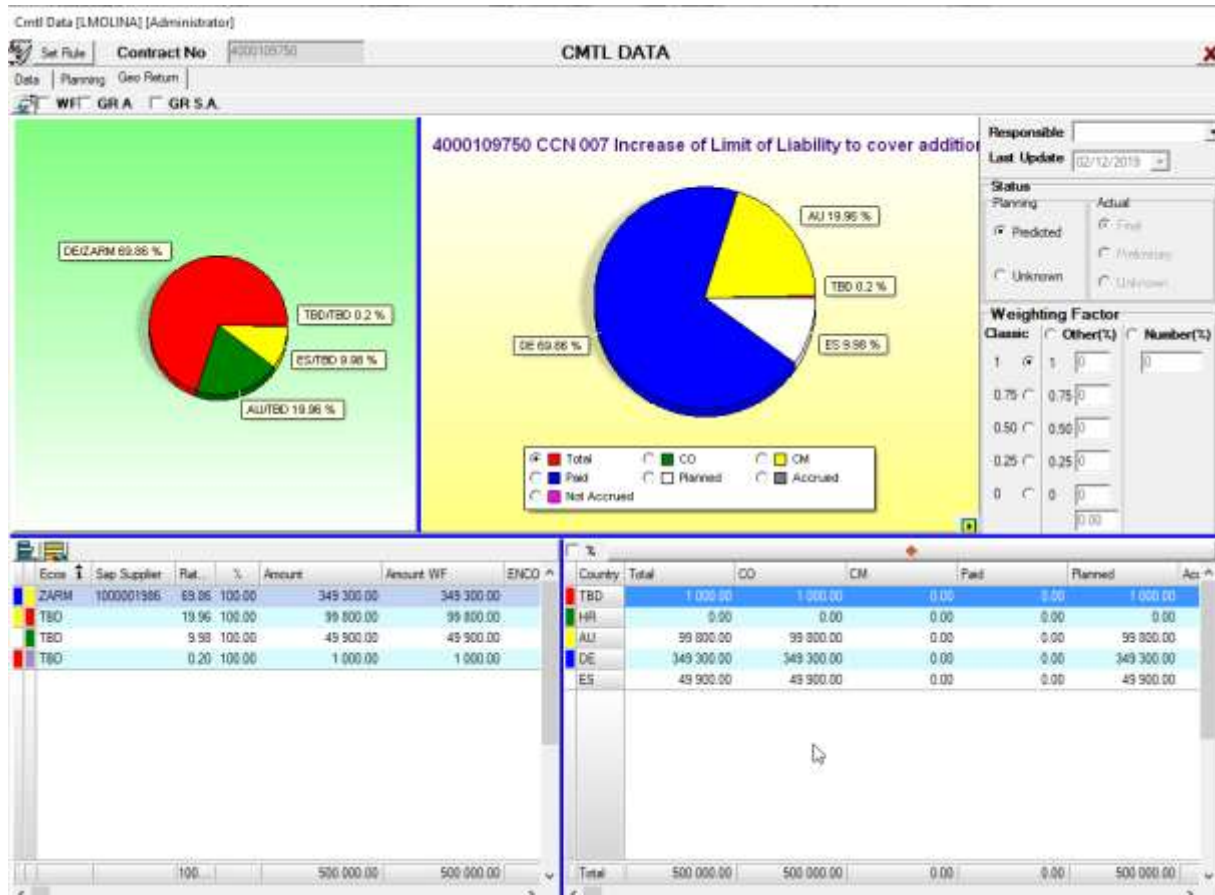 Cmtl Data [LMOLINA] [Administrator]
Set Rule Contract No 4000109750 CMTL DATA
Data Planning Geo Return
WF GR A GR S.A.
4000109750 CCN 007 Increase of Limit of Liability to cover addition
DE/ZARM 69.86 %
TBD/TBD 0.2 %
ES/TBD 9.98 %
AU/TBD 19.96 %
AU 19.96 %
TBD 0.2 %
DE 69.86 %
ES 9.98 %
Total CO CM
Paid Planned Accrued
Not Accrued
Responsible
Last Update 02/12/2019
Status
Planning Actual
Predicted Final
Preliminary
Unknown Unknown
Weighting Factor
Classic Other(%) Number(%)
1 1 0 0
0.75 0.75 0
0.50 0.50 0
0.25 0.25 0
0 0 0
0.00
Ecos Sap Supplier Rat... % Amount Amount WF ENCO
ZARM 1000001986 69.86 100.00 349 300.00 349 300.00
TBD 19.96 100.00 99 800.00 99 800.00
TBD 9.98 100.00 49 900.00 49 900.00
TBD 0.20 100.00 1 000.00 1 000.00
100... 500 000.00 500 000.00
%
Country Total CO CM Paid Planned Acc
TBD 1 000.00 1 000.00 0.00 0.00 1 000.00
HR 0.00 0.00 0.00 0.00 0.00
AU 99 800.00 99 800.00 0.00 0.00 99 800.00
DE 349 300.00 349 300.00 0.00 0.00 349 300.00
ES 49 900.00 49 900.00 0.00 0.00 49 900.00
Total 500 000.00 500 000.00 0.00 0.00 500 000.00